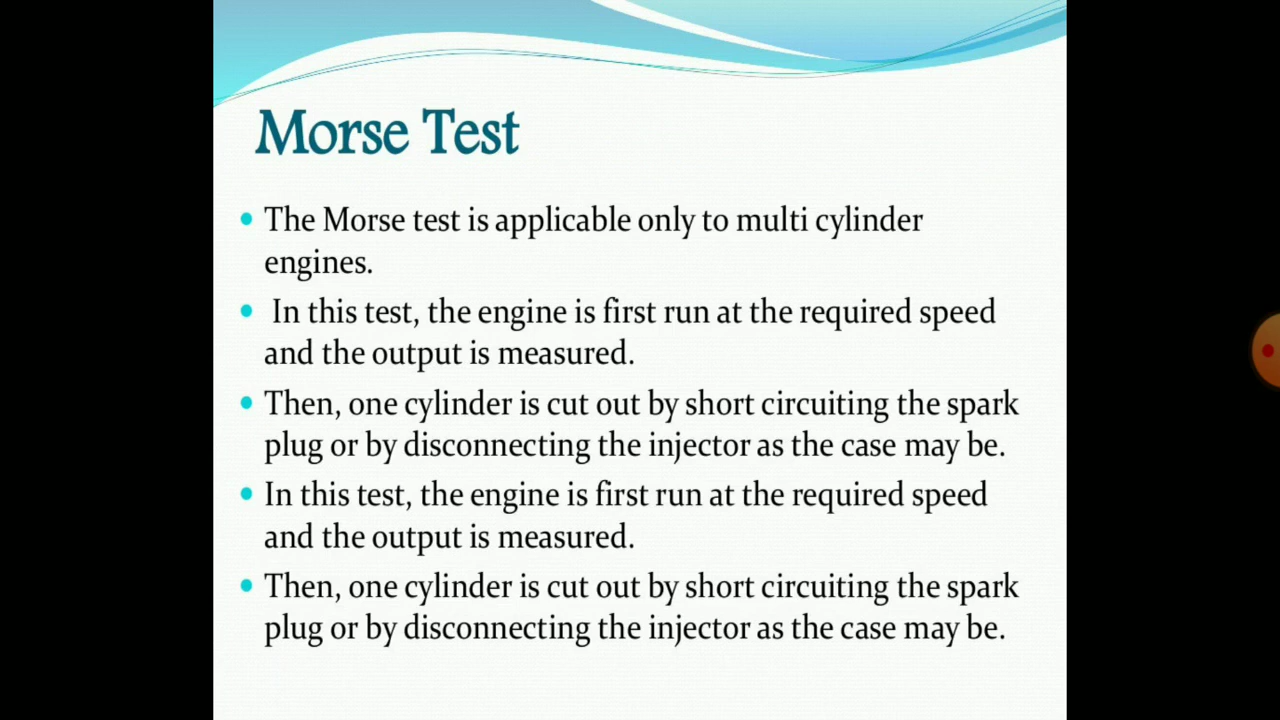 Morse Test
• The Morse test is applicable only to multi cylinder
engines.
• In this test, the engine is first run at the required speed
and the output is measured.
• Then, one cylinder is cut out by short circuiting the spark
plug or by disconnecting the injector as the case may be.
• In this test, the engine is first run at the required speed
and the output is measured.
• Then, one cylinder is cut out by short circuiting the spark
plug or by disconnecting the injector as the case may be.